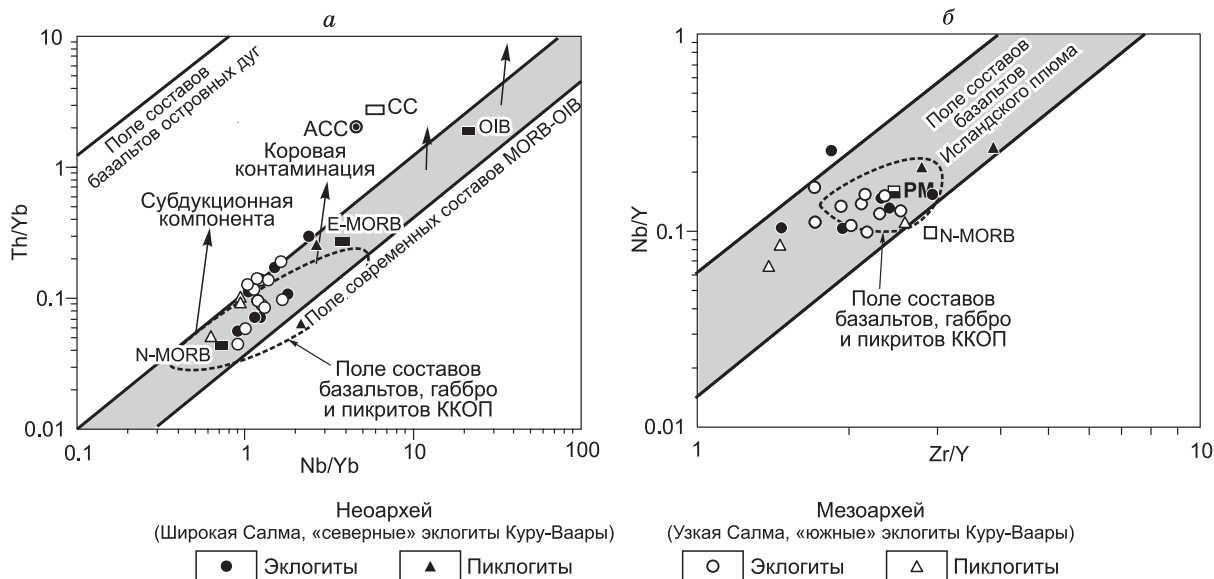 а
10
1
0.1
0.01
Th/Yb
0.1
1
10
100
Nb/Yb
Поле составов
базальтов островных дуг
CC
ACC
OIB
Коровая
контаминация
Субдукционная
компонента
E-MORB
N-MORB
Поле современных составов MORB-OIB
Поле составов
базальтов, габбро
и пикритов ККОП
б
1
0.1
0.01
Nb/Y
1
10
Zr/Y
Поле составов
базальтов
Исландского плюма
PM
N-MORB
Поле составов
базальтов, габбро
и пикритов ККОП
Неоархей
(Широкая Салма, «северные» эклогиты Куру-Ваары)
Эклогиты
Пиклогиты
Мезоархей
(Узкая Салма, «южные» эклогиты Куру-Ваары)
Эклогиты
Пиклогиты